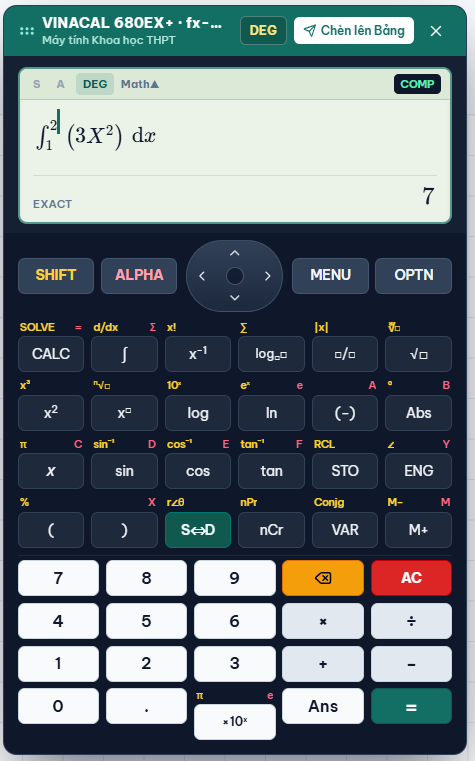 VINACAL 680EX+ · fx-...
Máy tính Khoa học THPT
DEG
Chèn lên Bảng
S A DEG Math▲ COMP
∫₁² (3X²) dx
EXACT 7
SHIFT ALPHA MENU OPTN
SOLVE = d/dx Σ x! ∑ |x| ∛□
CALC ∫ x⁻¹ log□□ □/□ √□
x³ ⁿ√□ 10ˣ eˣ e A ° B
x² x□ log ln (−) Abs
π C sin⁻¹ D cos⁻¹ E tan⁻¹ F RCL ∠ Y
x sin cos tan STO ENG
% X r∠θ nPr Conjg M− M
( ) S⇔D nCr VAR M+
7 8 9 AC
4 5 6 × ÷
1 2 3 + −
π e
0 . ×10ˣ Ans =